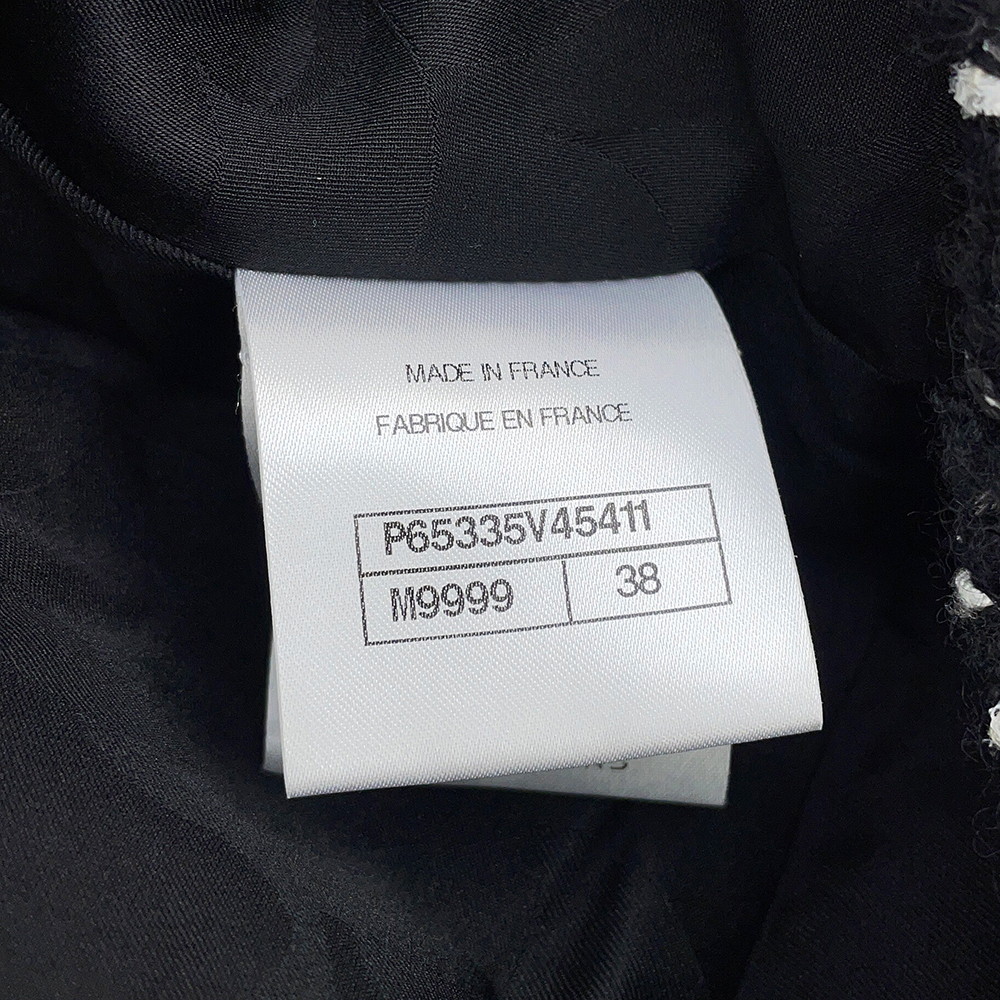 MADE IN FRANCE
FABRIQUE EN FRANCE
P65335V45411
M9999 38